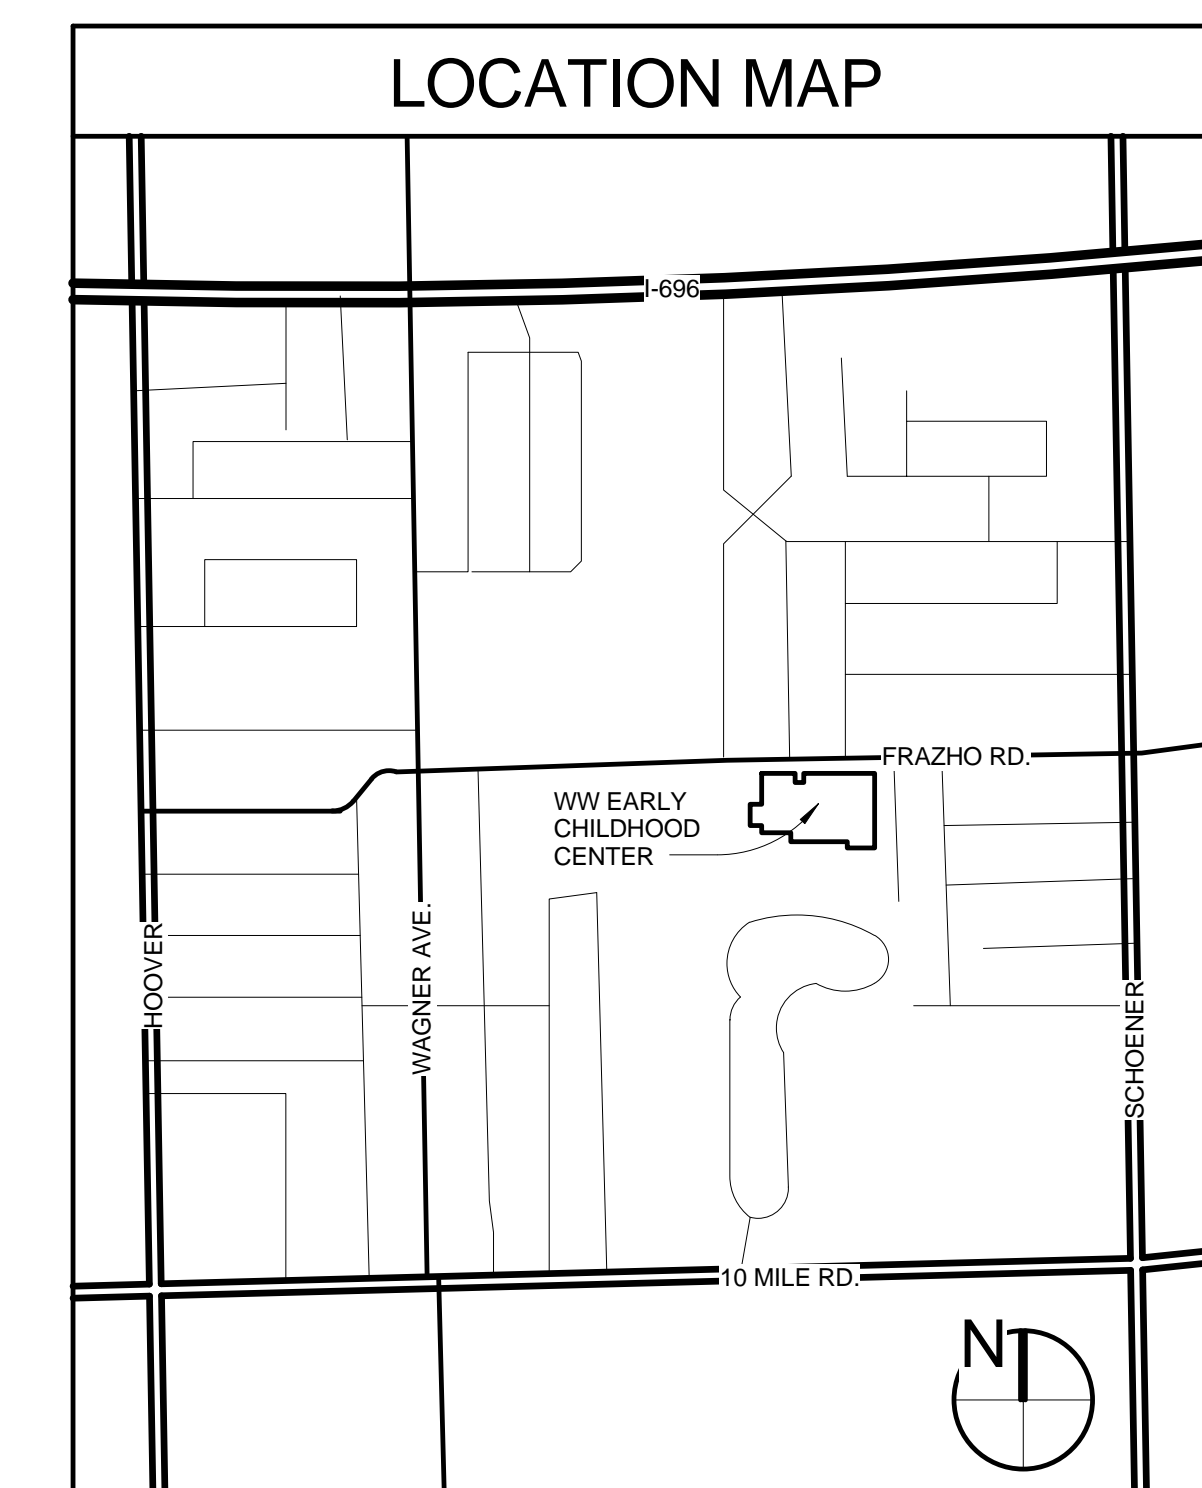 LOCATION MAP
I-696
FRAZHO RD.
WW EARLY
CHILDHOOD
CENTER
HOOVER
WAGNER AVE.
SCHOENER
10 MILE RD.
N